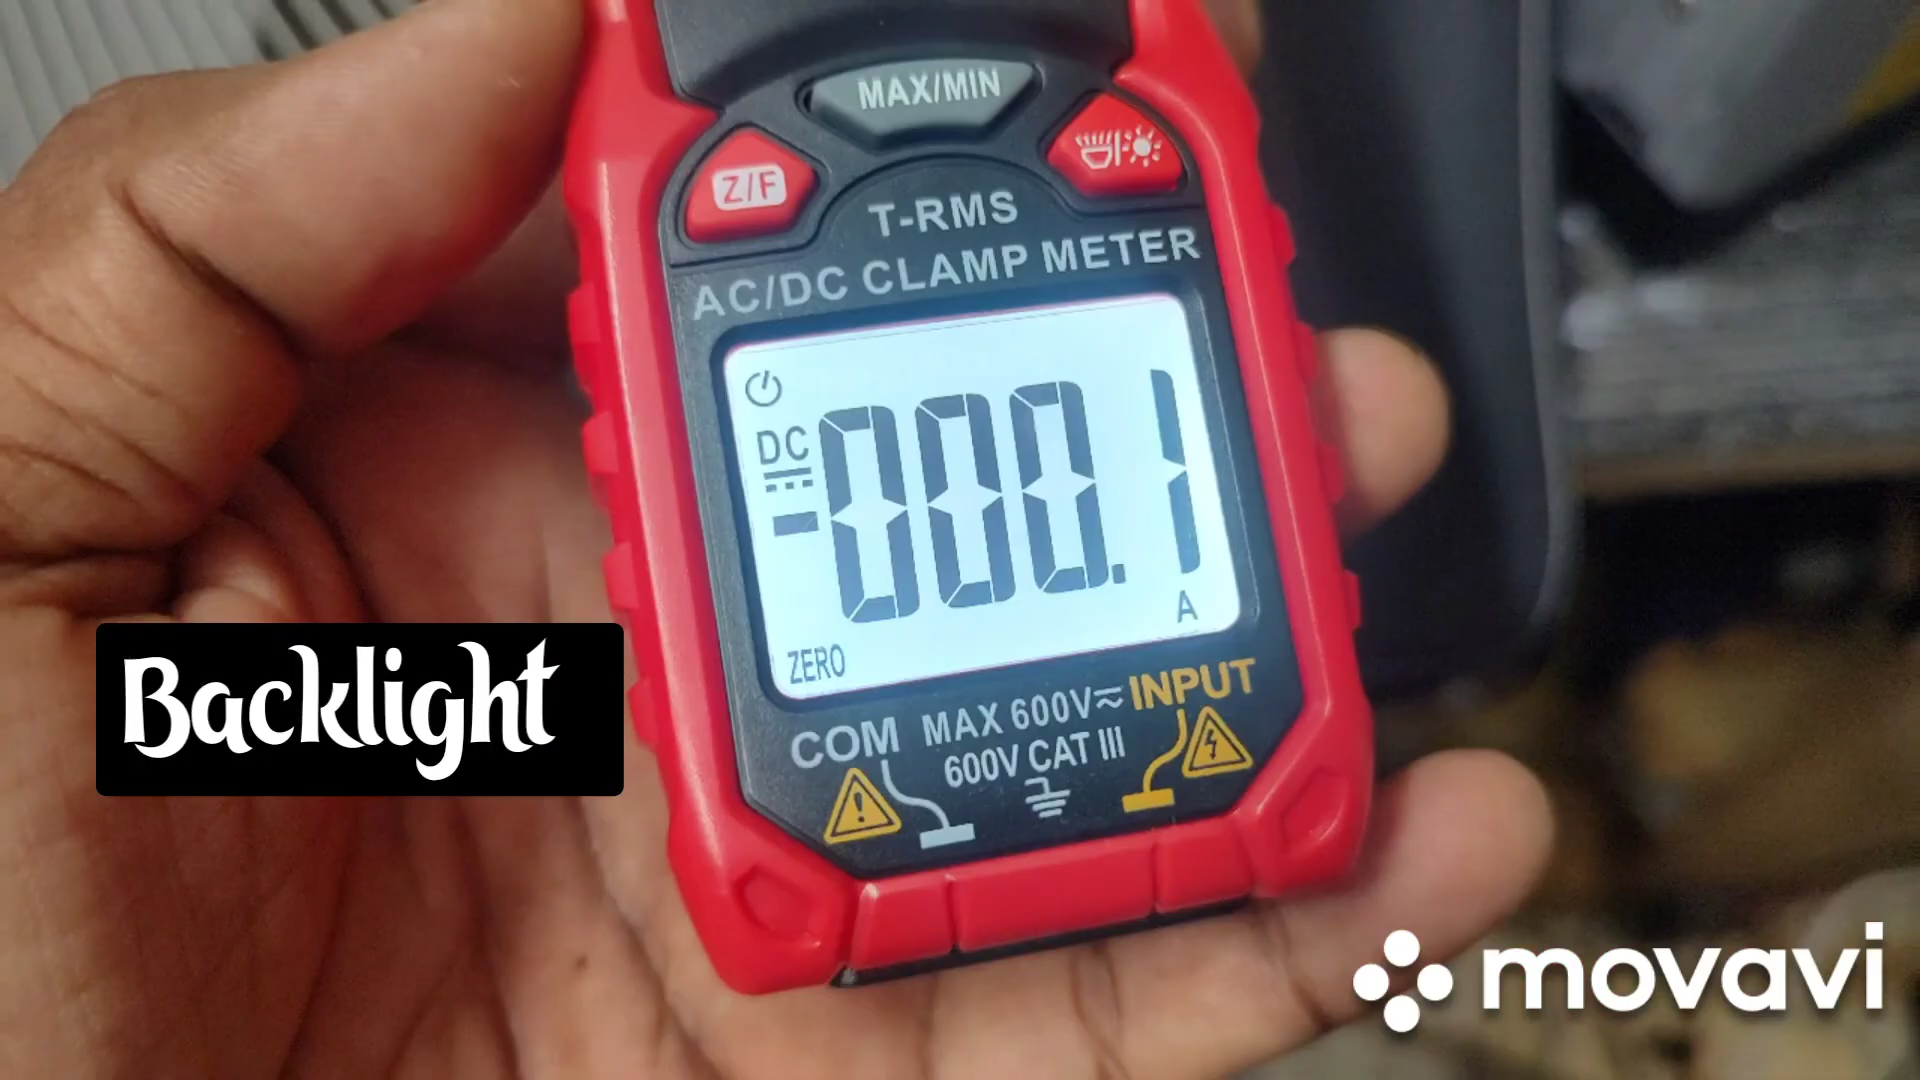 MAX/MIN
Z/F
T-RMS
AC/DC CLAMP METER
DC
-000.1
A
ZERO
COM
MAX 600V
INPUT
600V CAT III
Backlight
movavi